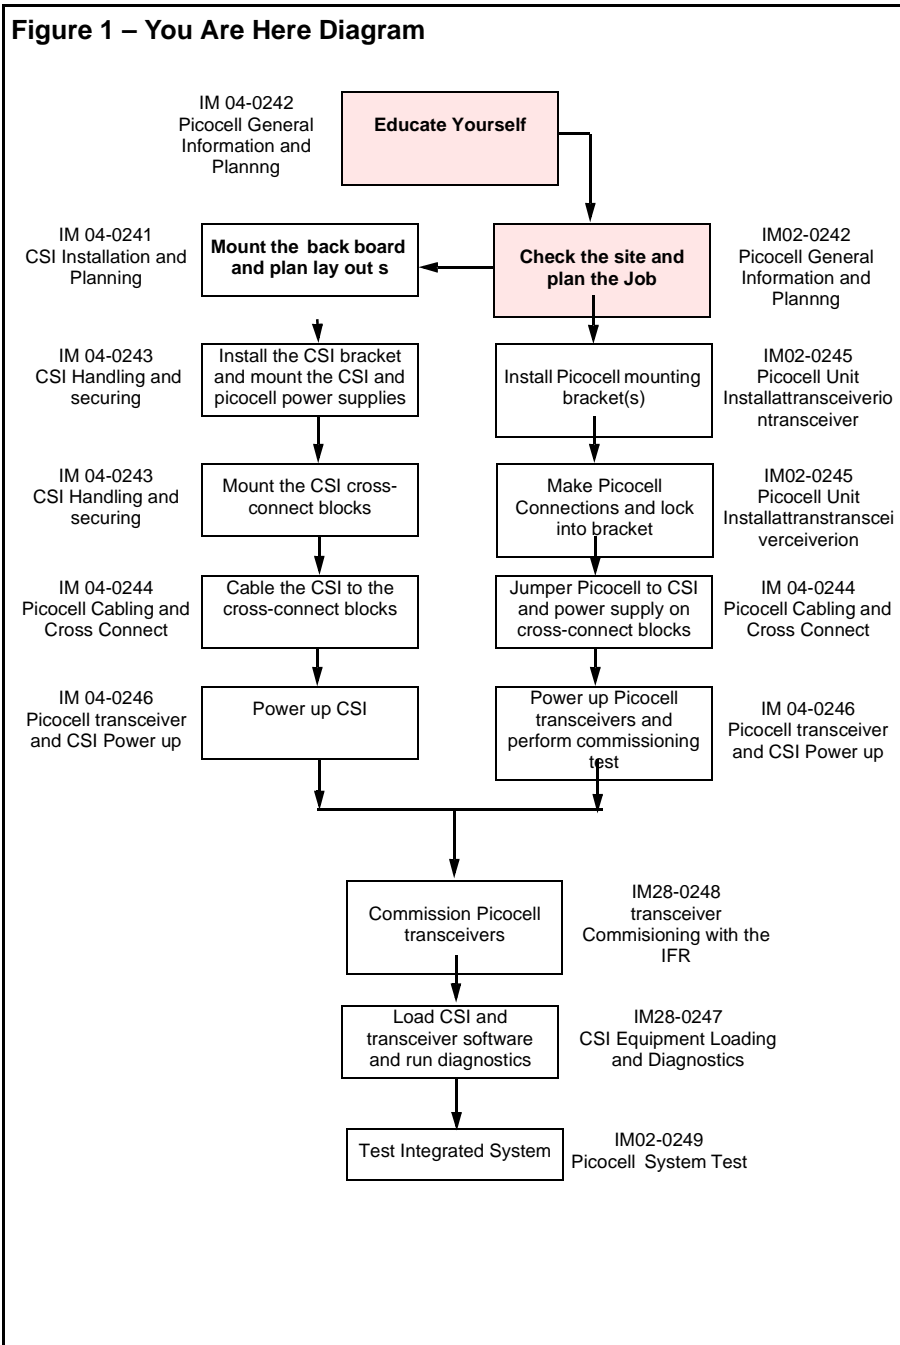 Figure 1 – You Are Here Diagram
IM 04-0242
Picocell General
Information and
Plannng
Educate Yourself
IM 04-0241
CSI Installation and
Planning
Mount the back board
and plan lay out s
Check the site and
plan the Job
IM02-0242
Picocell General
Information and
Plannng
IM 04-0243
CSI Handling and
securing
Install the CSI bracket
and mount the CSI and
picocell power supplies
Install Picocell mounting
bracket(s)
IM02-0245
Picocell Unit
Installattransceiverio
ntransceiver
IM 04-0243
CSI Handling and
securing
Mount the CSI cross-
connect blocks
Make Picocell
Connections and lock
into bracket
IM02-0245
Picocell Unit
Installattranstranscei
verceiverion
IM 04-0244
Picocell Cabling and
Cross Connect
Cable the CSI to the
cross-connect blocks
Jumper Picocell to CSI
and power supply on
cross-connect blocks
IM 04-0244
Picocell Cabling and
Cross Connect
IM 04-0246
Picocell transceiver
and CSI Power up
Power up CSI
Power up Picocell
transceivers and
perform commissioning
test
IM 04-0246
Picocell transceiver
and CSI Power up
Commission Picocell
transceivers
IM28-0248
transceiver
Commisioning with the
IFR
Load CSI and
transceiver software
and run diagnostics
IM28-0247
CSI Equipment Loading
and Diagnostics
Test Integrated System
IM02-0249
Picocell System Test